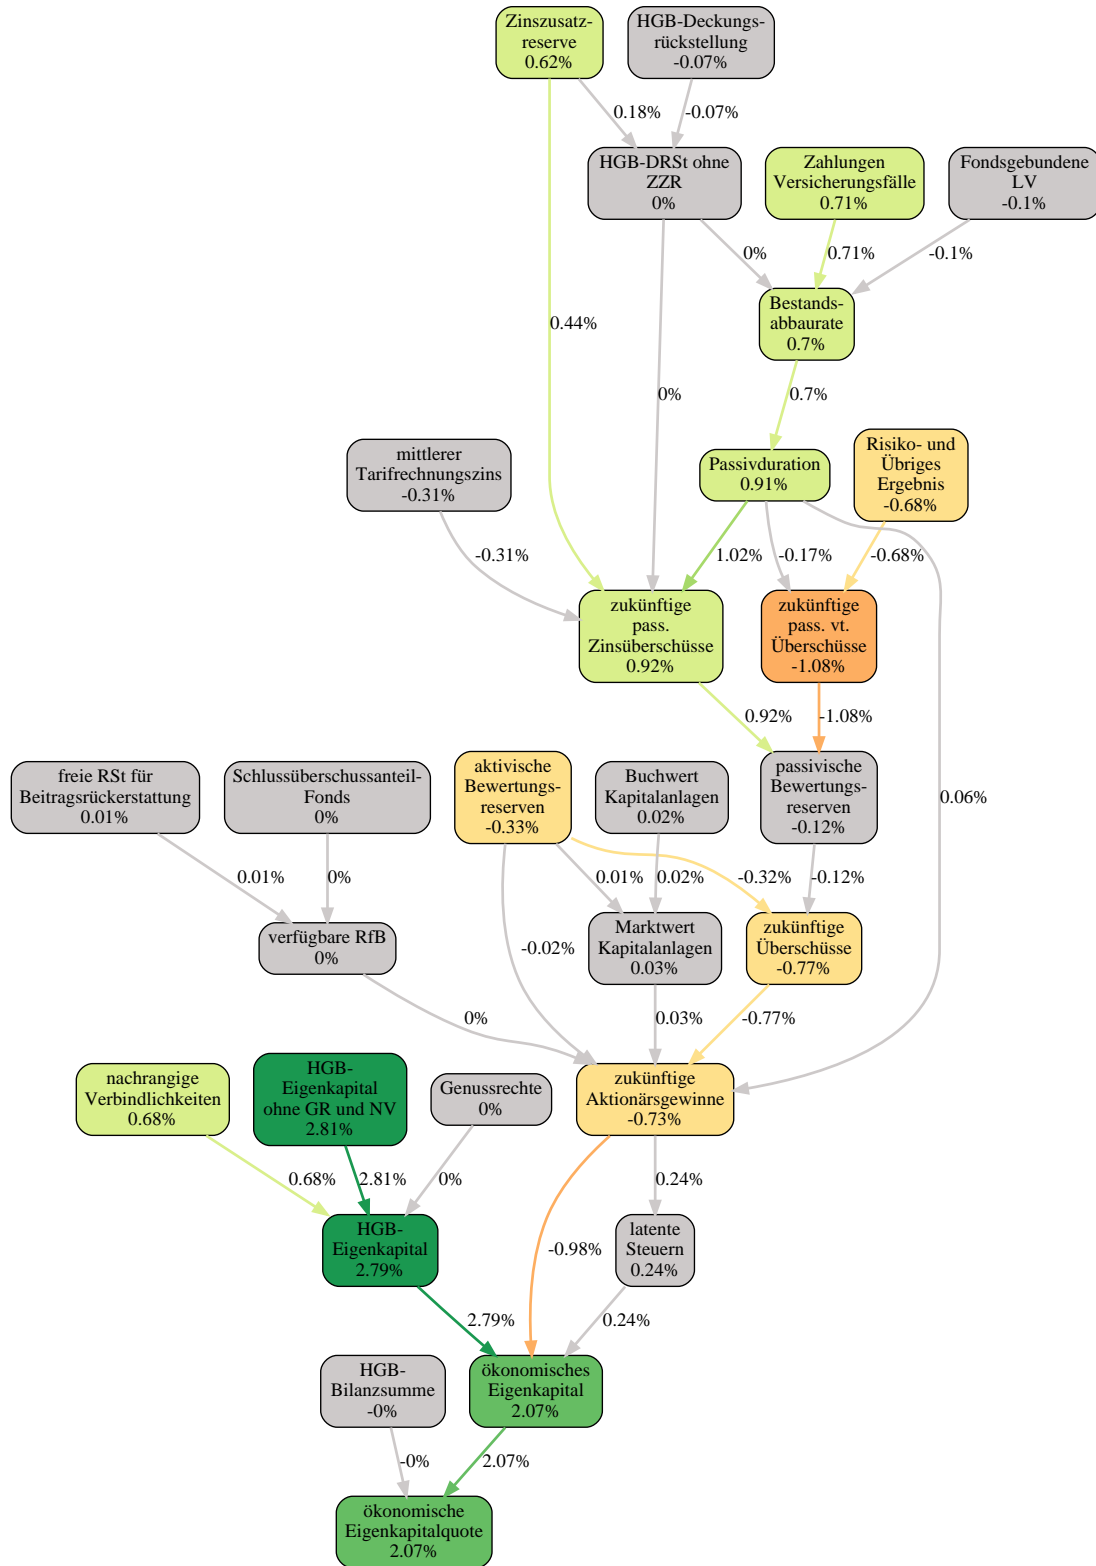 Zinszusatz-
reserve
0.62%
HGB-Deckungs-
rückstellung
-0.07%
0.18%
-0.07%
HGB-DRSt ohne
ZZR
0%
Zahlungen
Versicherungsfälle
0.71%
Fondsgebundene
LV
-0.1%
0%
0.71%
-0.1%
Bestands-
abbaurate
0.7%
0.44%
0%
0.7%
mittlerer
Tarifrechnungszins
-0.31%
Passivduration
0.91%
Risiko- und
Übriges
Ergebnis
-0.68%
-0.31%
1.02%
-0.17%
-0.68%
zukünftige
pass.
Zinsüberschüsse
0.92%
zukünftige
pass. vt.
Überschüsse
-1.08%
0.92%
-1.08%
freie RSt für
Beitragsrückerstattung
0.01%
Schlussüberschussanteil-
Fonds
0%
aktivische
Bewertungs-
reserven
-0.33%
Buchwert
Kapitalanlagen
0.02%
passivische
Bewertungs-
reserven
-0.12%
0.06%
0.01%
0%
0.01%
0.02%
-0.32%
-0.12%
verfügbare RfB
0%
-0.02%
Marktwert
Kapitalanlagen
0.03%
zukünftige
Überschüsse
-0.77%
0%
0.03%
-0.77%
nachrangige
Verbindlichkeiten
0.68%
HGB-
Eigenkapital
ohne GR und NV
2.81%
Genussrechte
0%
zukünftige
Aktionärsgewinne
-0.73%
0.68%
2.81%
0%
0.24%
HGB-
Eigenkapital
2.79%
-0.98%
latente
Steuern
0.24%
2.79%
0.24%
HGB-
Bilanzsumme
-0%
ökonomisches
Eigenkapital
2.07%
-0%
2.07%
ökonomische
Eigenkapitalquote
2.07%